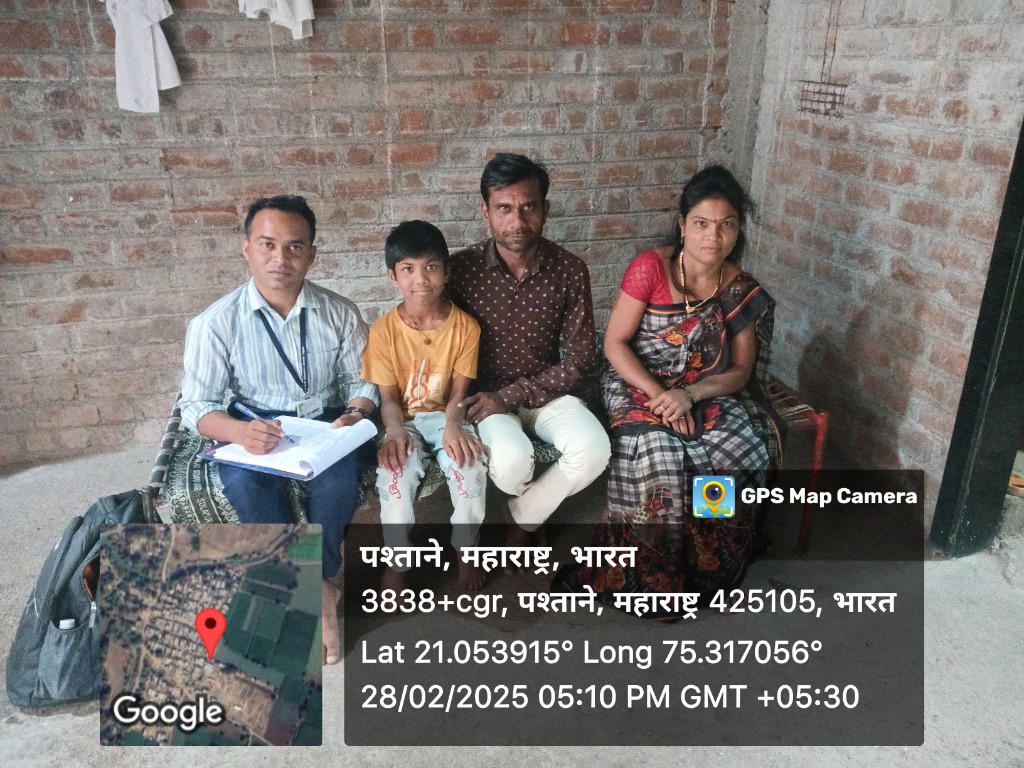 GPS Map Camera
पश्ताने, महाराष्ट्र, भारत
3838+cgr, पश्ताने, महाराष्ट्र 425105, भारत
Lat 21.053915° Long 75.317056°
28/02/2025 05:10 PM GMT +05:30
Google